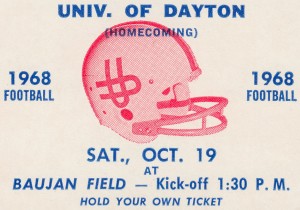 UNIV. OF DAYTON
(HOMECOMING)
1968
FOOTBALL
1968
FOOTBALL
SAT., OCT. 19
AT
BAUJAN FIELD — Kick-off 1:30 P. M.
HOLD YOUR OWN TICKET